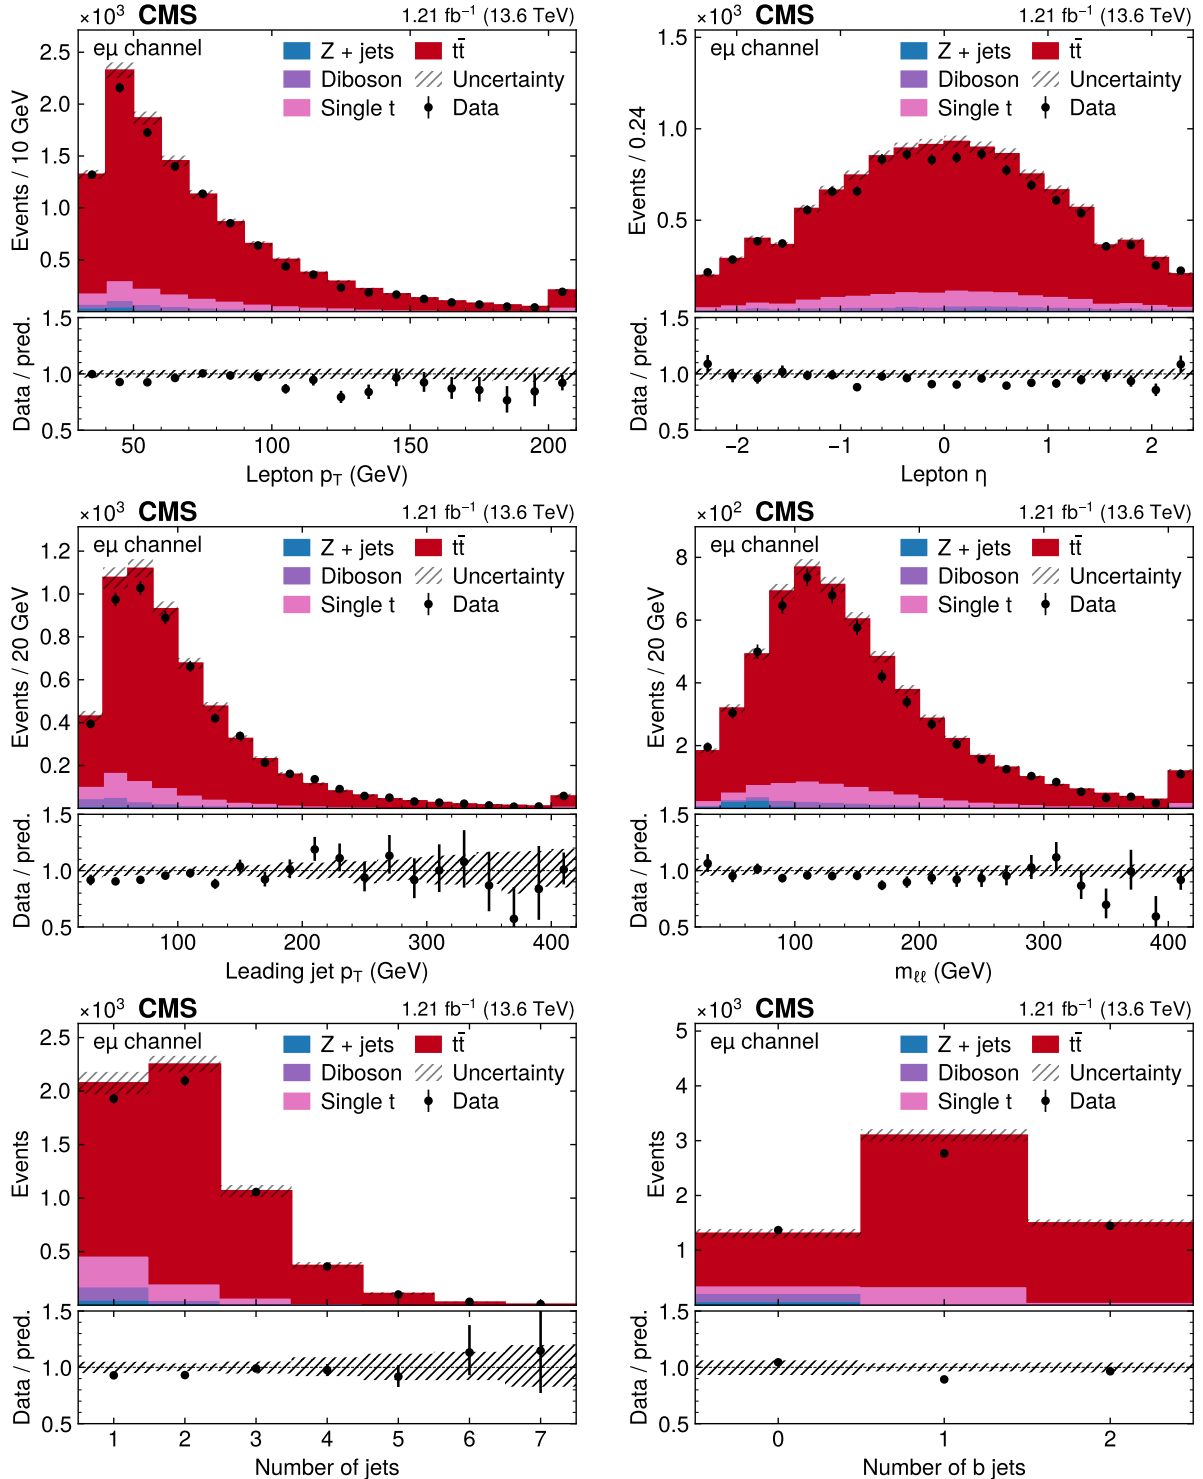 ×10³ CMS 1.21 fb⁻¹ (13.6 TeV)
eμ channel
Z + jets tt̄
Diboson Uncertainty
Single t Data
Events / 10 GeV
2.5
2.0
1.5
1.0
0.5
Data / pred.
1.5
1.0
0.5
50 100 150 200
Lepton p_T (GeV)
×10³ CMS 1.21 fb⁻¹ (13.6 TeV)
eμ channel
Z + jets tt̄
Diboson Uncertainty
Single t Data
Events / 0.24
1.5
1.0
0.5
Data / pred.
1.5
1.0
0.5
−2 −1 0 1 2
Lepton η
×10³ CMS 1.21 fb⁻¹ (13.6 TeV)
eμ channel
Z + jets tt̄
Diboson Uncertainty
Single t Data
Events / 20 GeV
1.2
1.0
0.8
0.6
0.4
0.2
Data / pred.
1.5
1.0
0.5
100 200 300 400
Leading jet p_T (GeV)
×10² CMS 1.21 fb⁻¹ (13.6 TeV)
eμ channel
Z + jets tt̄
Diboson Uncertainty
Single t Data
Events / 20 GeV
8
6
4
2
Data / pred.
1.5
1.0
0.5
100 200 300 400
m_ℓℓ (GeV)
×10³ CMS 1.21 fb⁻¹ (13.6 TeV)
eμ channel
Z + jets tt̄
Diboson Uncertainty
Single t Data
Events
2.5
2.0
1.5
1.0
0.5
Data / pred.
1.5
1.0
0.5
1 2 3 4 5 6 7
Number of jets
×10³ CMS 1.21 fb⁻¹ (13.6 TeV)
eμ channel
Z + jets tt̄
Diboson Uncertainty
Single t Data
Events
5
4
3
2
1
Data / pred.
1.5
1.0
0.5
0 1 2
Number of b jets